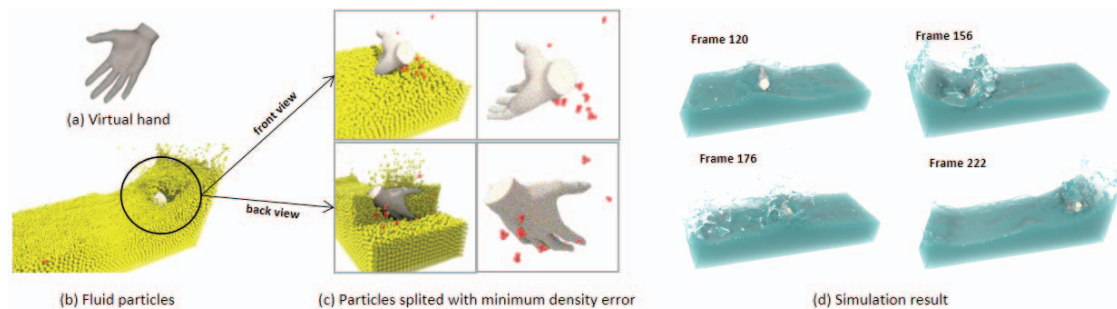 (a) Virtual hand
front view
back view
(b) Fluid particles
(c) Particles splited with minimum density error
Frame 120
Frame 156
Frame 176
Frame 222
(d) Simulation result